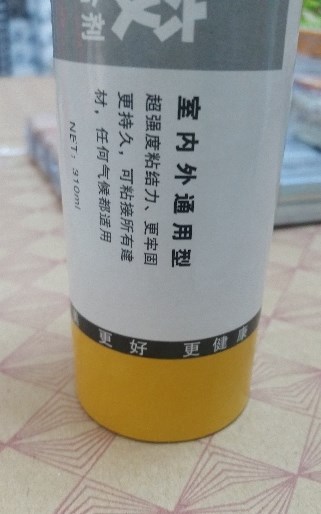 胶
剂
室内外通用型
超强度粘结力、更牢固
更持久，可粘接所有建
材，任何气候都适用
NET: 310ml
更好 更健康